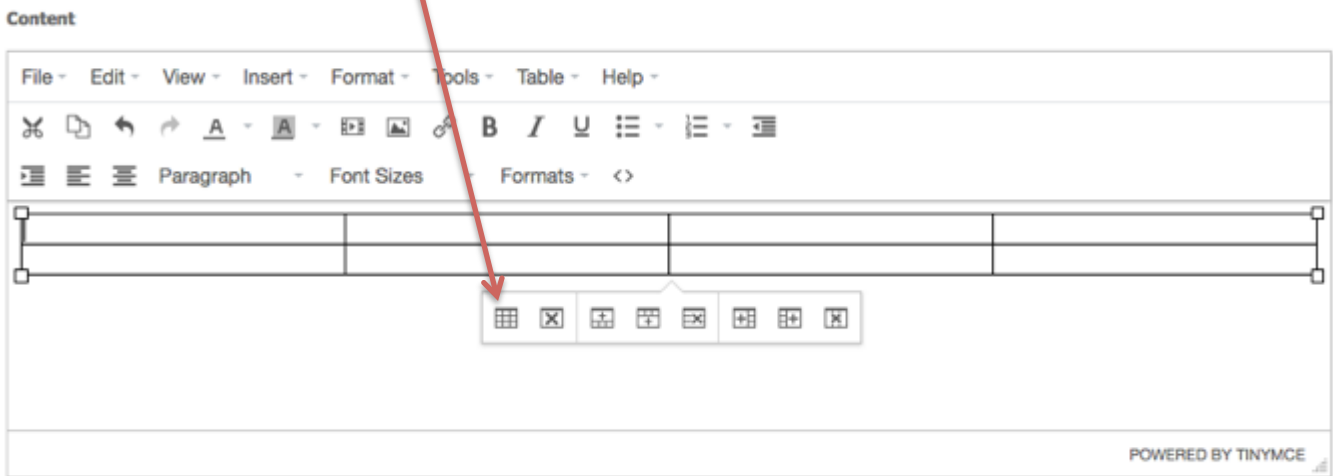 Content
File Edit View Insert Format Tools Table Help
A A B I U
Paragraph Font Sizes Formats <>
POWERED BY TINYMCE